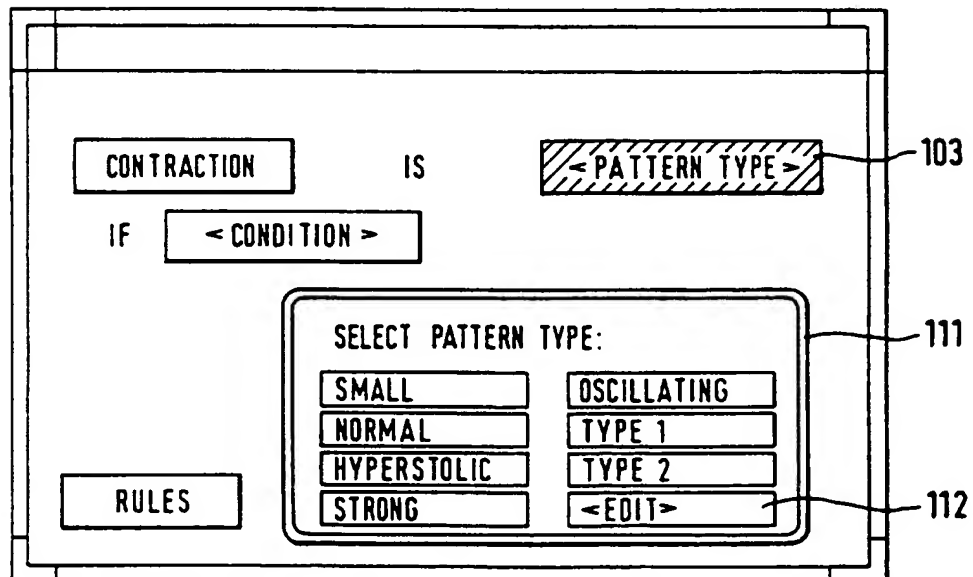 CONTRACTION IS <PATTERN TYPE> 103
IF <CONDITION>
SELECT PATTERN TYPE: 111
SMALL OSCILLATING
NORMAL TYPE 1
HYPERSTOLIC TYPE 2
RULES STRONG <EDIT> 112